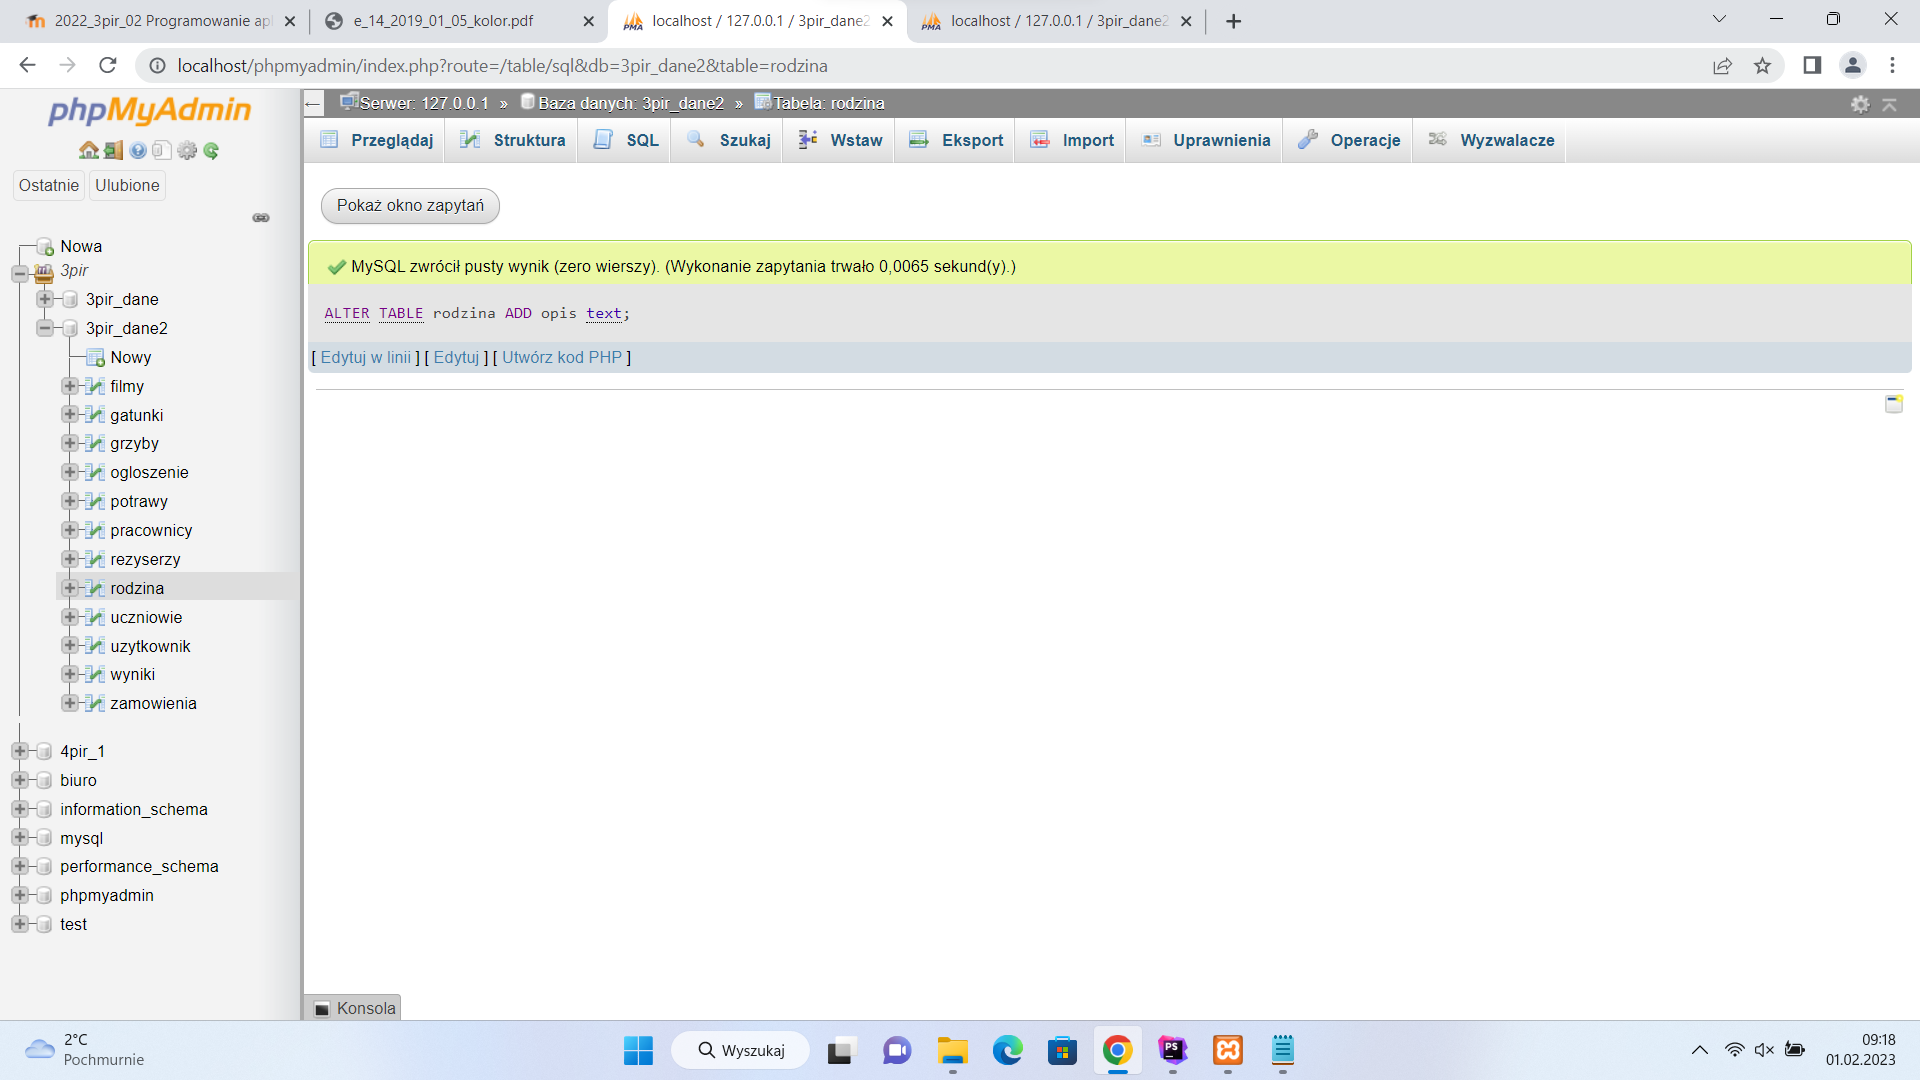 2022_3pir_02 Programowanie apl
e_14_2019_01_05_kolor.pdf
localhost / 127.0.0.1 / 3pir_dane2
localhost / 127.0.0.1 / 3pir_dane2
localhost/phpmyadmin/index.php?route=/table/sql&db=3pir_dane2&table=rodzina
phpMyAdmin
Ostatnie Ulubione
Nowa
3pir
3pir_dane
3pir_dane2
Nowy
filmy
gatunki
grzyby
ogloszenie
potrawy
pracownicy
rezyserzy
rodzina
uczniowie
uzytkownik
wyniki
zamowienia
4pir_1
biuro
information_schema
mysql
performance_schema
phpmyadmin
test
Serwer: 127.0.0.1 » Baza danych: 3pir_dane2 » Tabela: rodzina
Przeglądaj Struktura SQL Szukaj Wstaw Eksport Import Uprawnienia Operacje Wyzwalacze
Pokaż okno zapytań
MySQL zwrócił pusty wynik (zero wierszy). (Wykonanie zapytania trwało 0,0065 sekund(y).)
ALTER TABLE rodzina ADD opis text;
[ Edytuj w linii ] [ Edytuj ] [ Utwórz kod PHP ]
Konsola
2°C
Pochmurnie
Wyszukaj
PS
09:18
01.02.2023